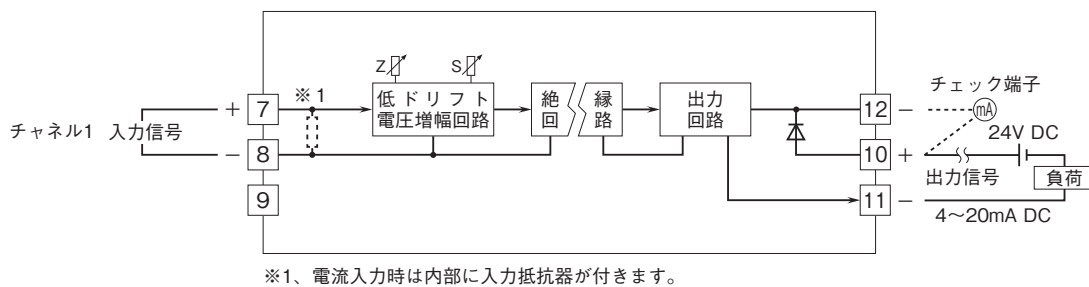 チャネル1 入力信号
+ 7
− 8
9
※1
Z
S
低ドリフト
電圧増幅回路
絶縁
回路
出力
回路
12 −
10 +
11 −
チェック端子
mA
24V DC
出力信号
負荷
4～20mA DC
※1、電流入力時は内部に入力抵抗器が付きます。